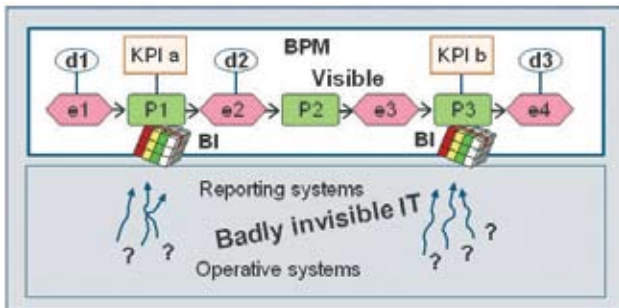 BPM
d1 KPI a d2 KPI b d3
Visible
e1 P1 e2 P2 e3 P3 e4
BI BI
Reporting systems
Badly invisible IT
? ? ? ? ?
Operative systems